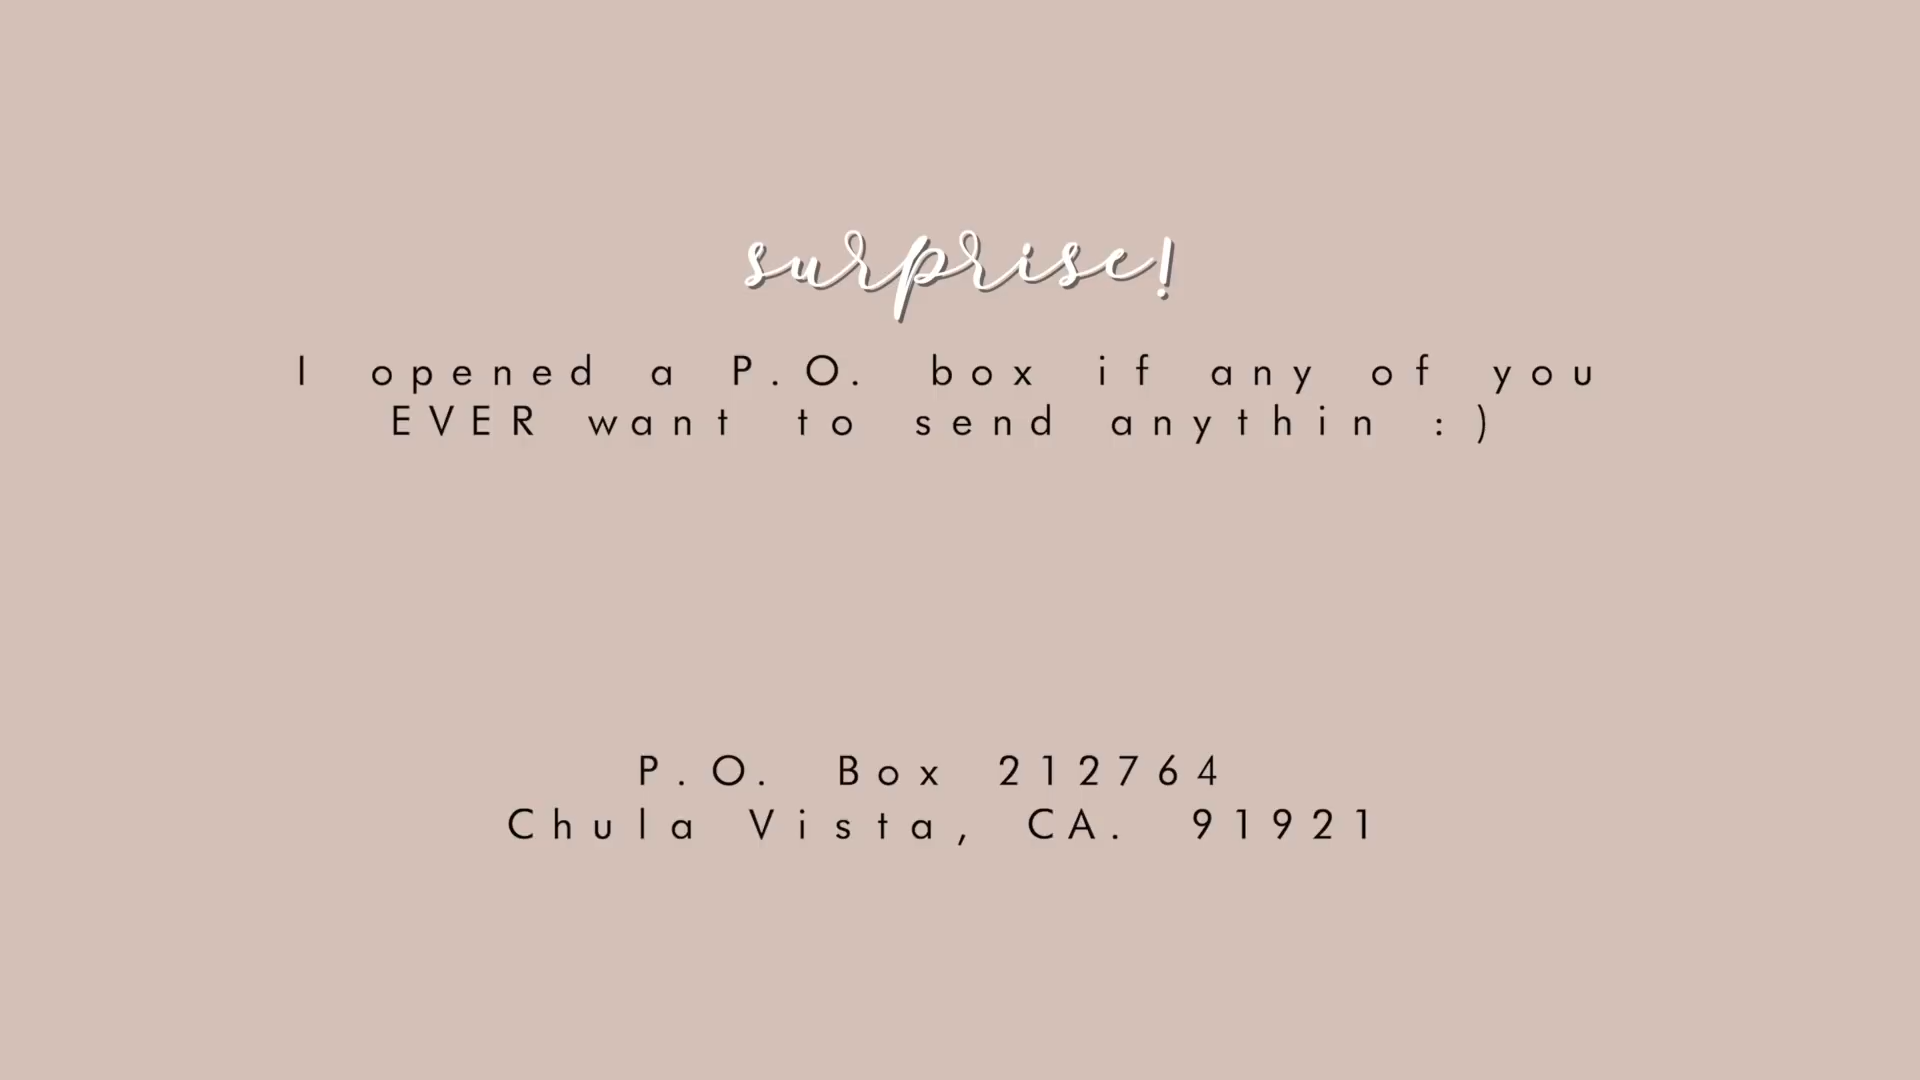 surprise!
I opened a P.O. box if any of you
EVER want to send anythin :)
P.O. Box 212764
Chula Vista, CA. 91921